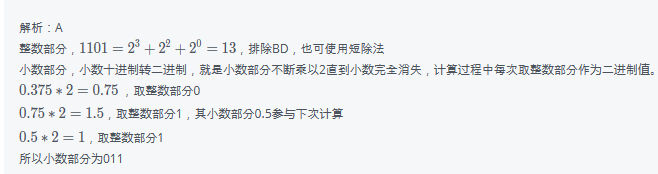 解析：A
整数部分，1101 = 2³ + 2² + 2⁰ = 13，排除BD，也可使用短除法
小数部分，小数十进制转二进制，就是小数部分不断乘以2直到小数完全消失，计算过程中每次取整数部分作为二进制值。
0.375 * 2 = 0.75 ，取整数部分0
0.75 * 2 = 1.5，取整数部分1，其小数部分0.5参与下次计算
0.5 * 2 = 1，取整数部分1
所以小数部分为011